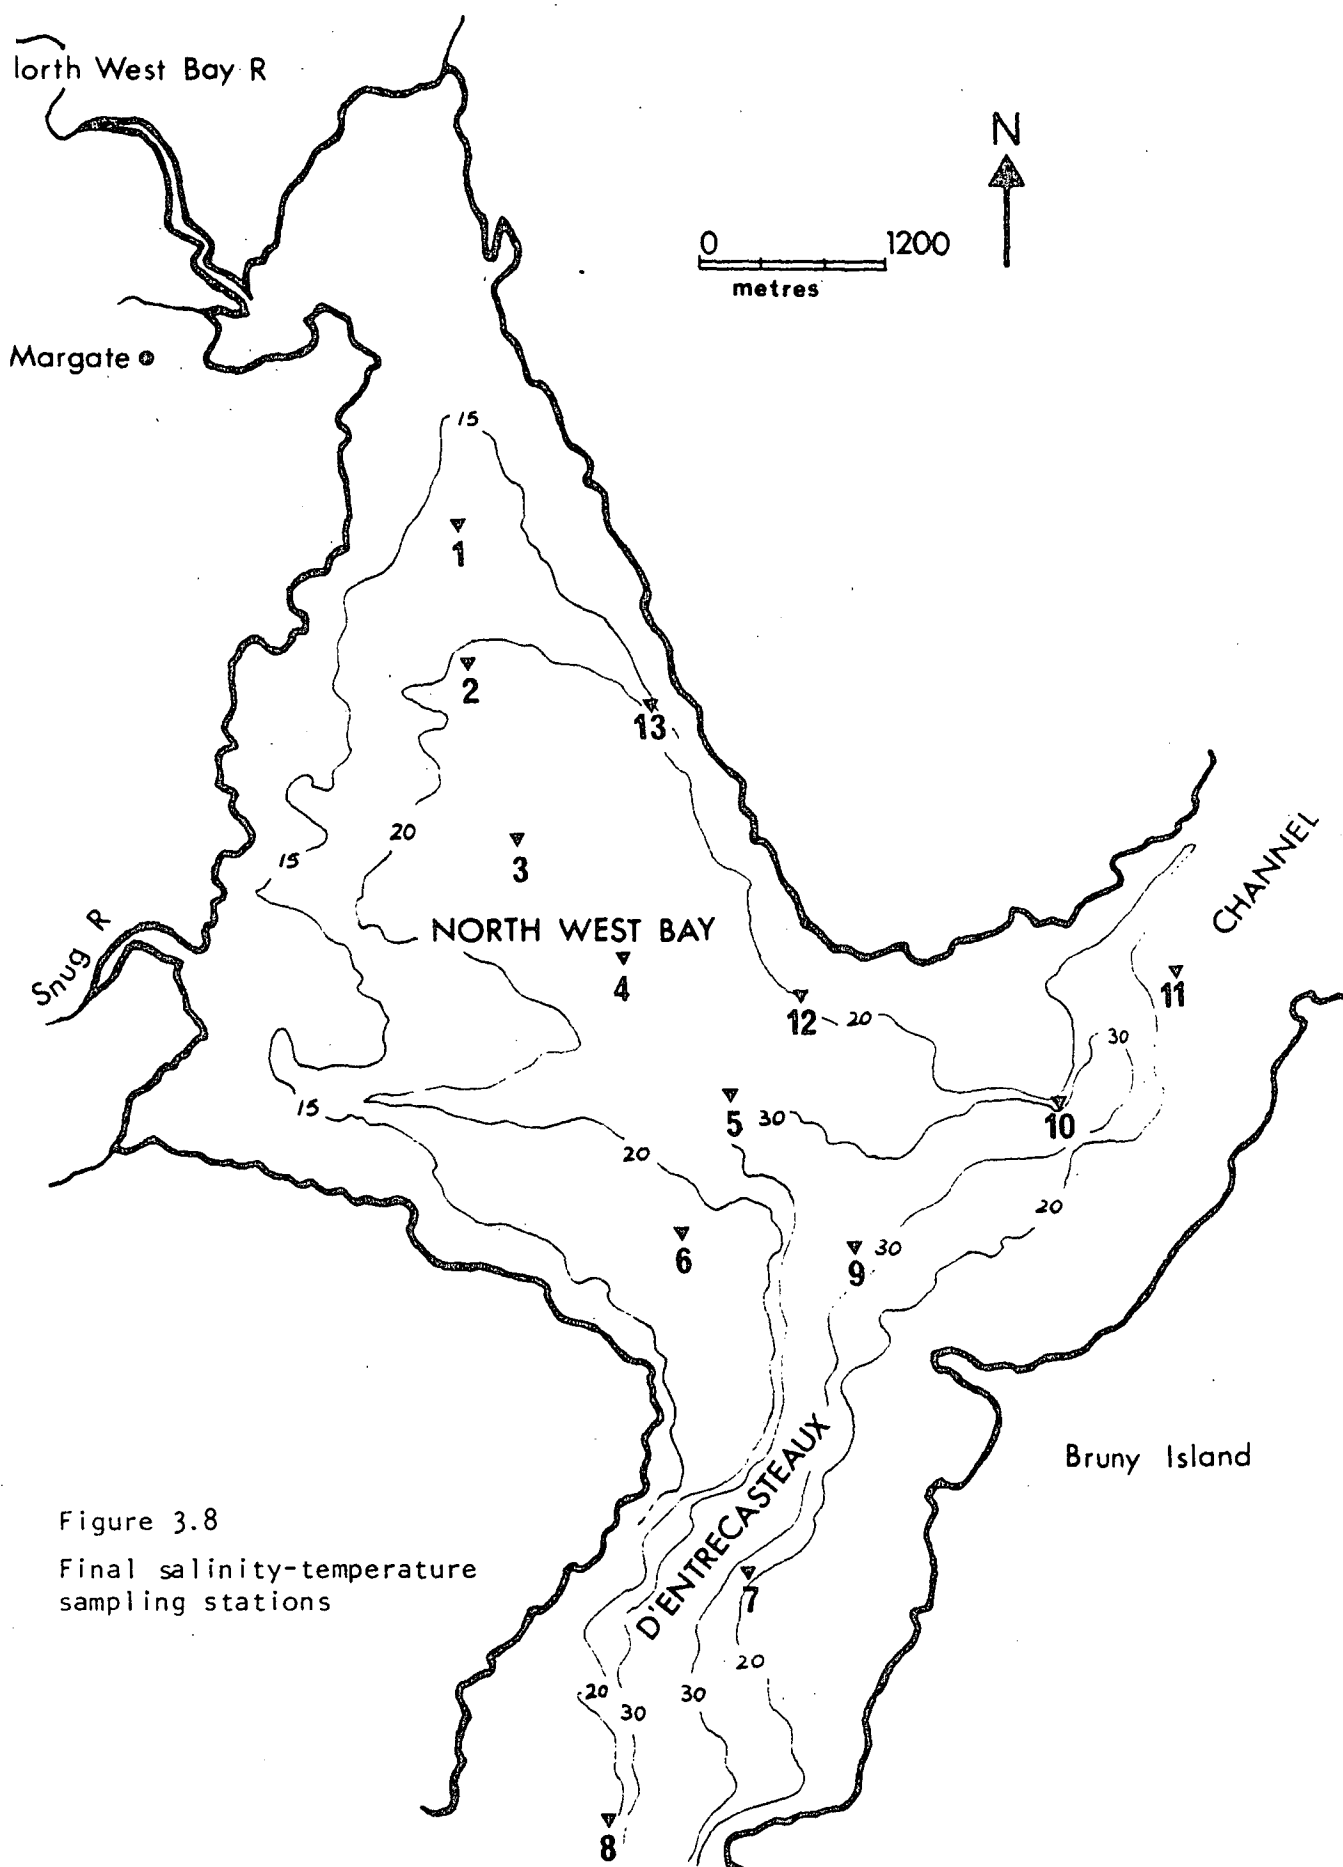 lorth West Bay R
N
0 1200
metres
Margate
15
1
2
13
20
3
15
CHANNEL
Snug R
NORTH WEST BAY
4
11
12
20
30
15
5
30
10
20
20
6
9
30
D'ENTRECASTEAUX
Bruny Island
Figure 3.8
Final salinity-temperature
sampling stations
7
20
20
30
30
8